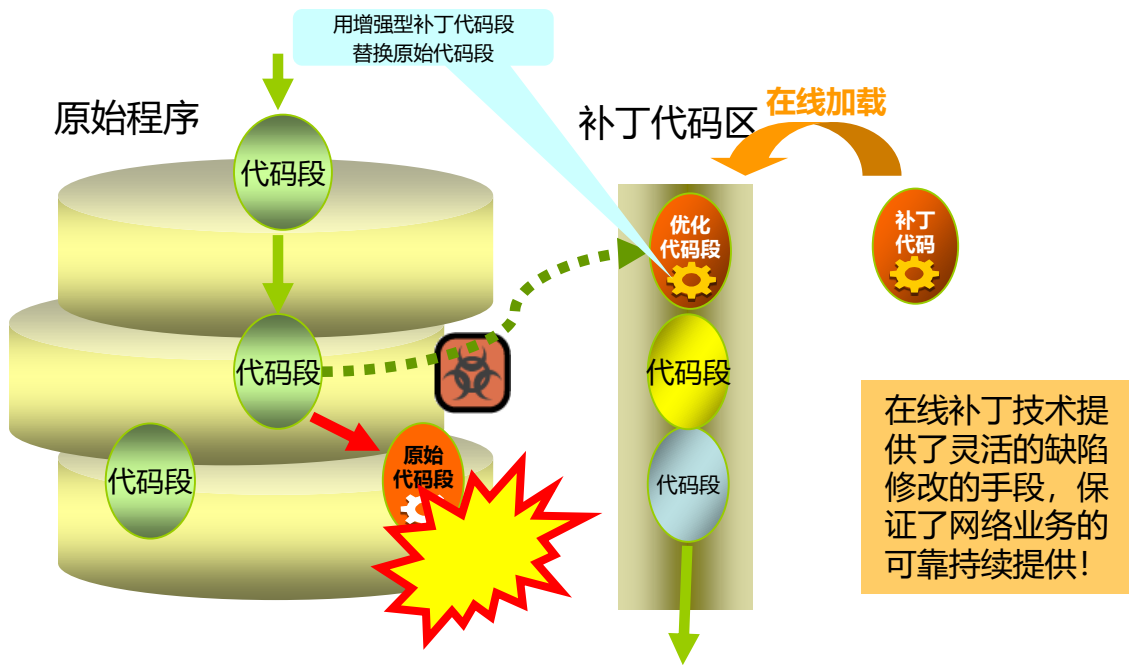 用增强型补丁代码段
替换原始代码段
原始程序
补丁代码区
在线加载
代码段
优化
代码段
补丁
代码
代码段
代码段
代码段
原始
代码段
代码段
在线补丁技术提
供了灵活的缺陷
修改的手段，保
证了网络业务的
可靠持续提供！